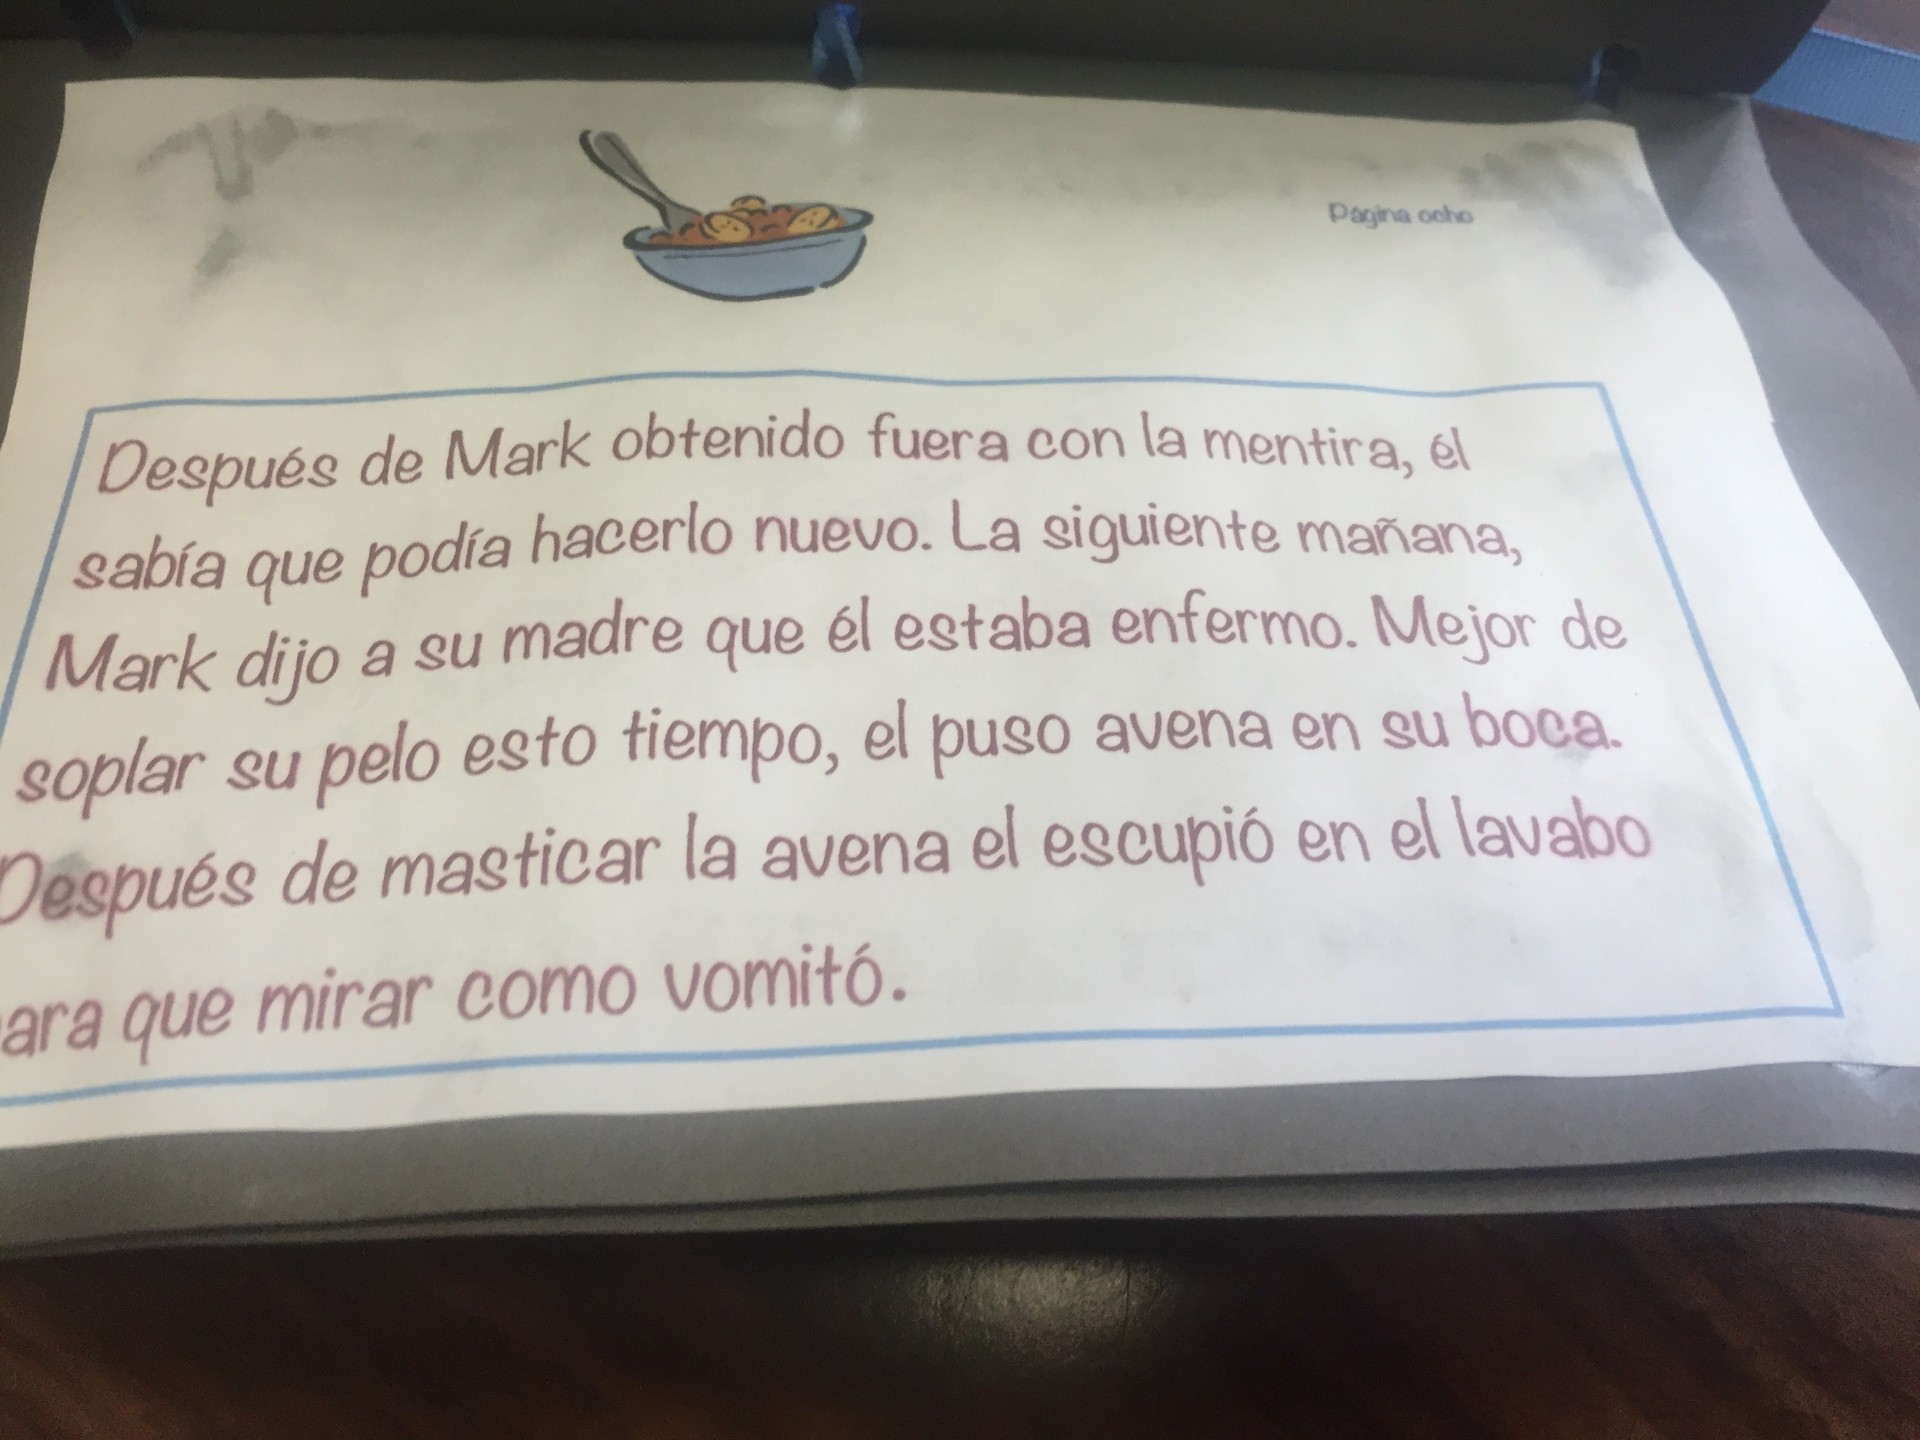 Página ocho
Después de Mark obtenido fuera con la mentira, él
sabía que podía hacerlo nuevo. La siguiente mañana,
Mark dijo a su madre que él estaba enfermo. Mejor de
soplar su pelo esto tiempo, el puso avena en su boca.
Después de masticar la avena el escupió en el lavabo
ara que mirar como vomitó.